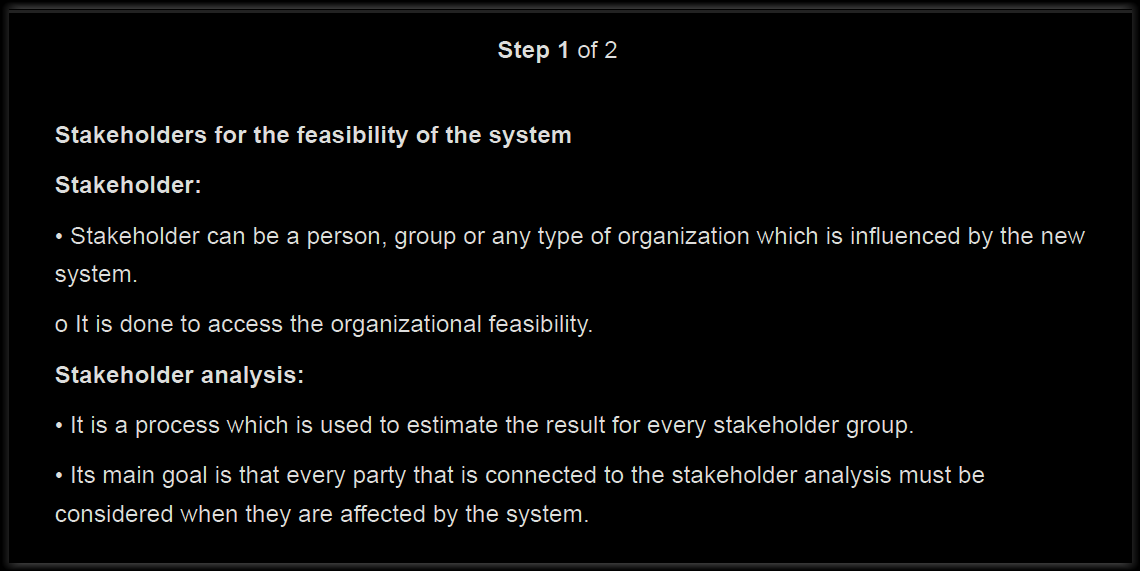 Step 1 of 2
Stakeholders for the feasibility of the system
Stakeholder:
• Stakeholder can be a person, group or any type of organization which is influenced by the new
system.
o It is done to access the organizational feasibility.
Stakeholder analysis:
• It is a process which is used to estimate the result for every stakeholder group.
• Its main goal is that every party that is connected to the stakeholder analysis must be
considered when they are affected by the system.